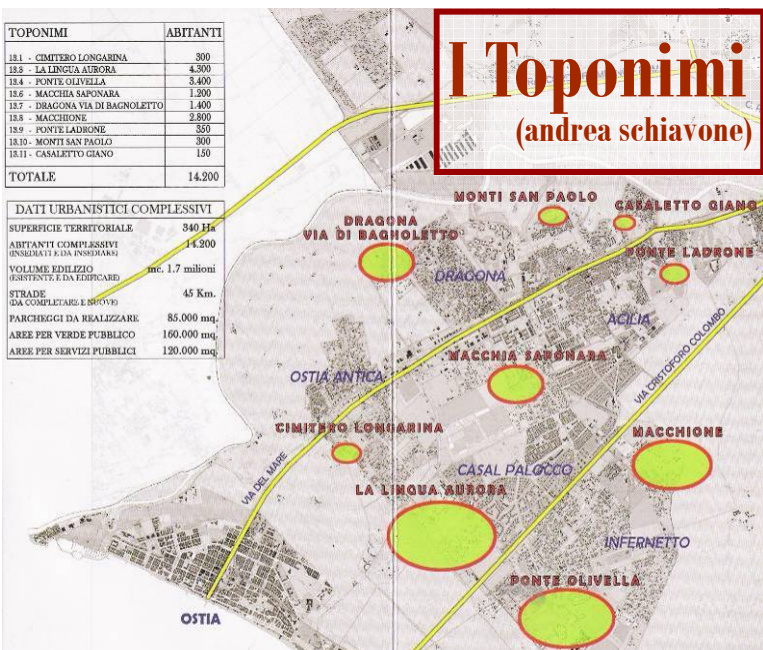 TOPONIMI ABITANTI
13.1 - CIMITERO LONGARINA 300
13.3 - LA LINGUA AURORA 4.300
13.4 - PONTE OLIVELLA 3.400
13.6 - MACCHIA SAPONARA 1.200
13.7 - DRAGONA VIA DI BAGNOLETTO 1.400
13.8 - MACCHIONE 2.800
13.9 - PONTE LADRONE 350
13.10 - MONTI SAN PAOLO 300
13.11 - CASALETTO GIANO 150
TOTALE 14.200
DATI URBANISTICI COMPLESSIVI
SUPERFICIE TERRITORIALE 340 Ha
ABITANTI COMPLESSIVI 14.200
(INSEDIATI E DA INSEDIARE)
VOLUME EDILIZIO mc. 1.7 milioni
(ESISTENTE E DA EDIFICARE)
STRADE 45 Km.
(DA COMPLETARE E NUOVE)
PARCHEGGI DA REALIZZARE 85.000 mq.
AREE PER VERDE PUBBLICO 160.000 mq.
AREE PER SERVIZI PUBBLICI 120.000 mq.
I Toponimi
(andrea schiavone)
MONTI SAN PAOLO
CASALETTO GIANO
DRAGONA
VIA DI BAGNOLETTO
PONTE LADRONE
DRAGONA
ACILIA
MACCHIA SAPONARA
OSTIA ANTICA
VIA CRISTOFORO COLOMBO
CIMITERO LONGARINA
MACCHIONE
VIA DEL MARE
CASAL PALOCCO
LA LINGUA AURORA
INFERNETTO
PONTE OLIVELLA
OSTIA